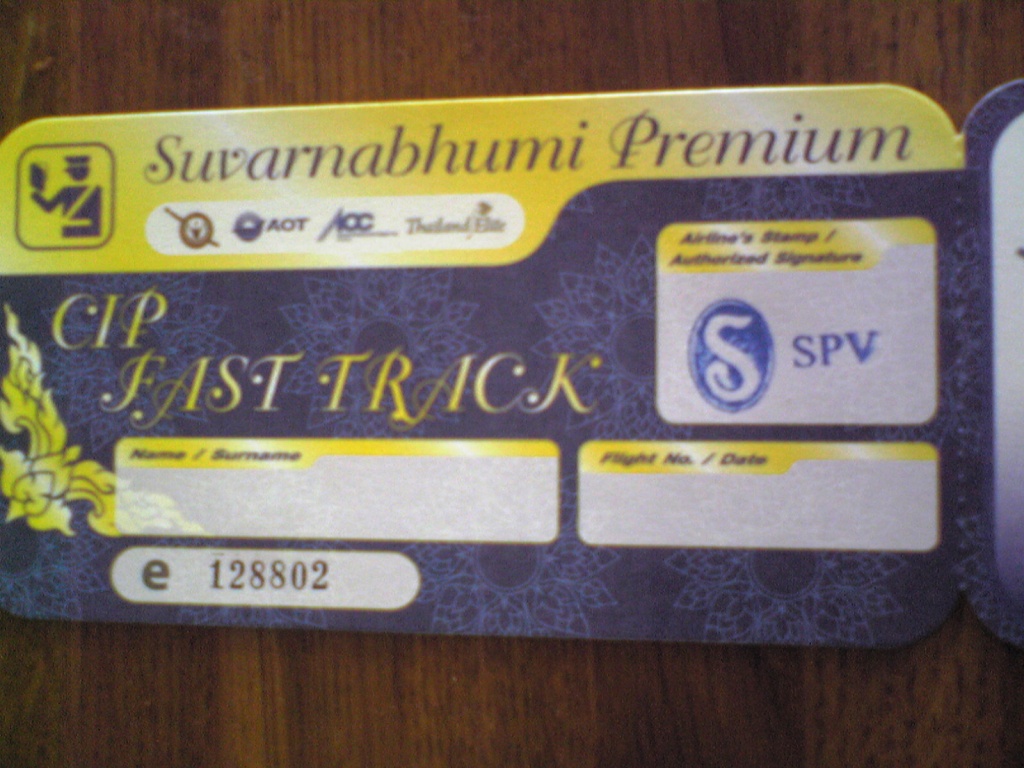 Suvarnabhumi Premium
AOT AOC Thailand Elite
Airline's Stamp /
Authorized Signature
S SPV
CIP
FAST TRACK
Name / Surname
Flight No. / Date
e 128802